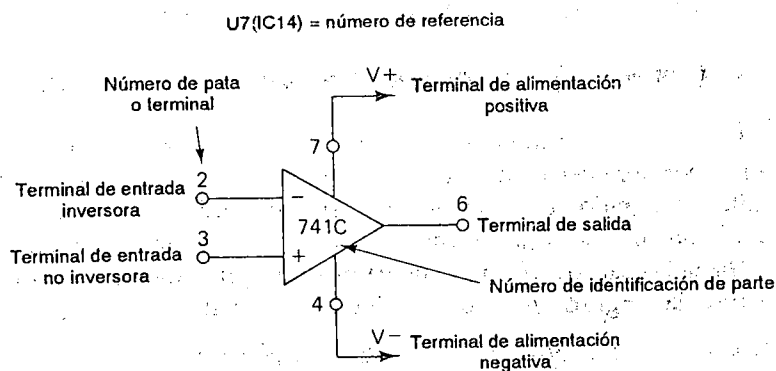 U7(IC14) = número de referencia
Número de pata
o terminal
V+
Terminal de alimentación
positiva
7
2
Terminal de entrada
inversora
−
741C
6
Terminal de salida
3
Terminal de entrada
no inversora
+
Número de identificación de parte
4
V−
Terminal de alimentación
negativa